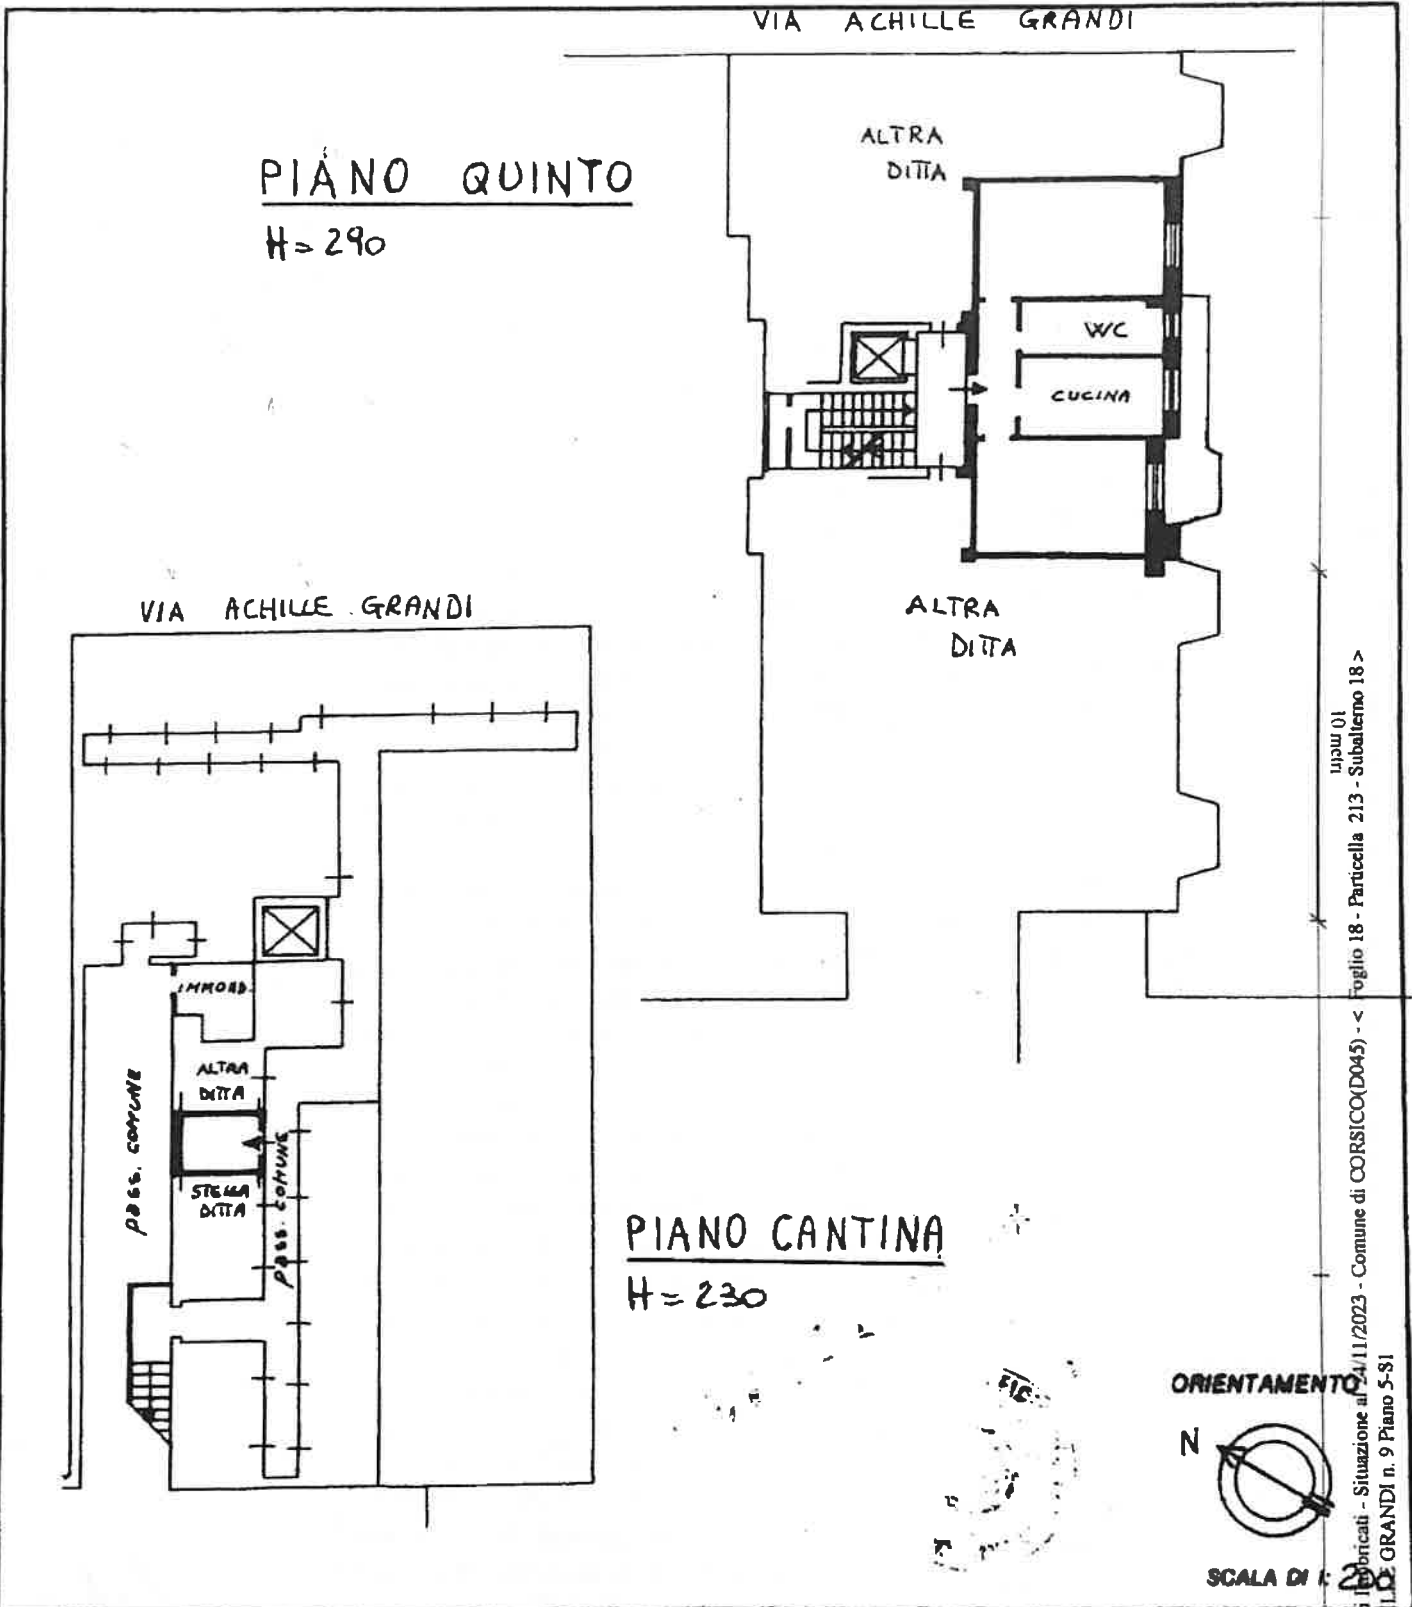 VIA ACHILLE GRANDI
PIANO QUINTO
H = 290
ALTRA
DITTA
WC
CUCINA
ALTRA
DITTA
VIA ACHILLE GRANDI
IMMOND.
ALTRA
DITTA
STESSA
DITTA
PASS. COMUNE
PASS. COMUNE
PIANO CANTINA
H = 230
ORIENTAMENTO
N
SCALA DI 1: 200
10 metri
Fabbricati - Situazione al 24/11/2023 - Comune di CORSICO(D045) - < Foglio 18 - Particella 213 - Subalterno 18 >
GRANDI n. 9 Piano 5-S1